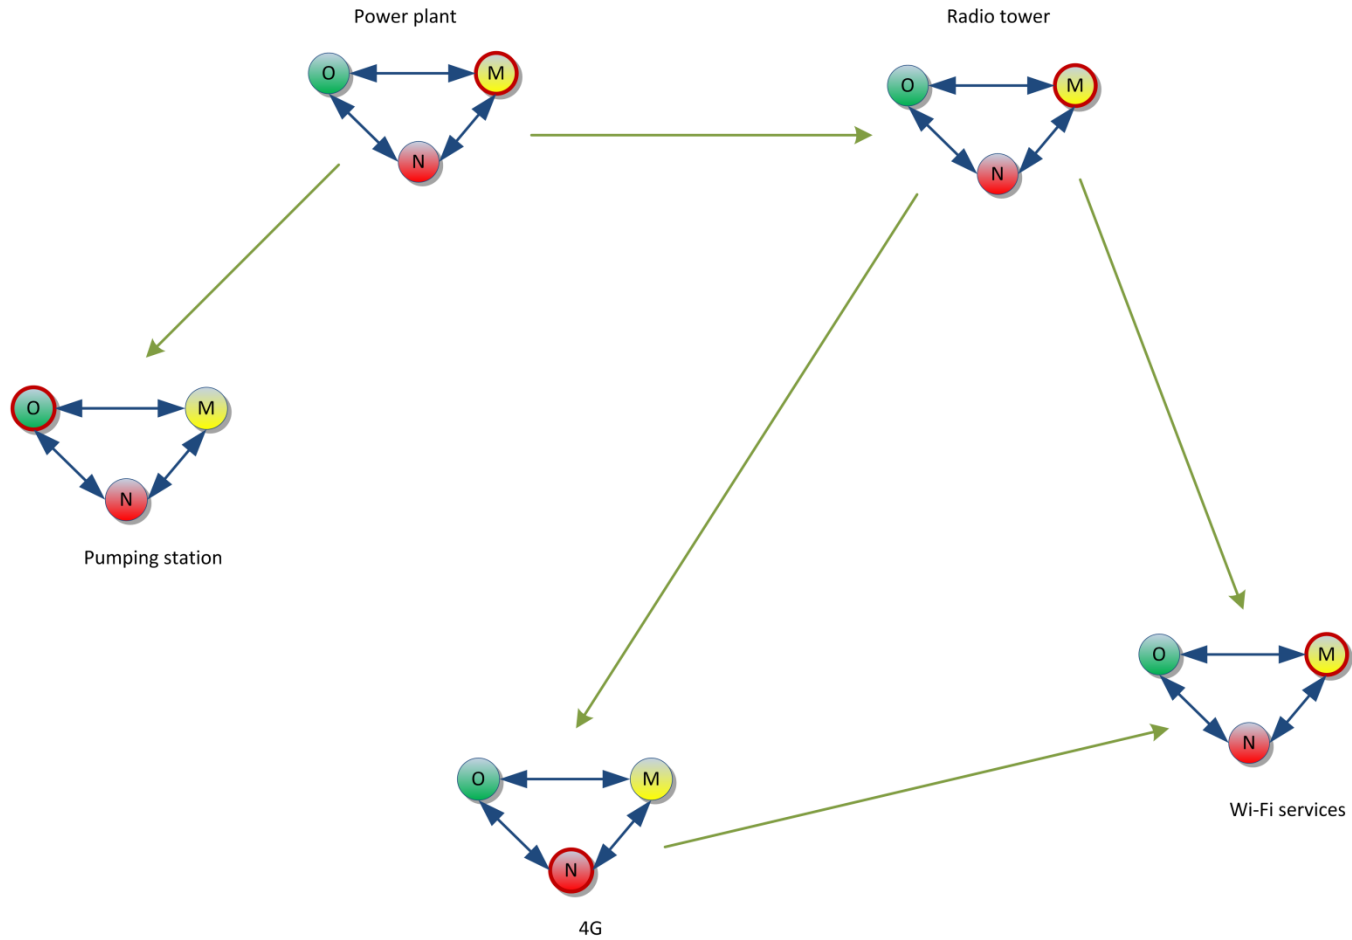 Power plant
Radio tower
O
M
N
O
M
N
O
M
N
Pumping station
O
M
N
Wi-Fi services
O
M
N
4G